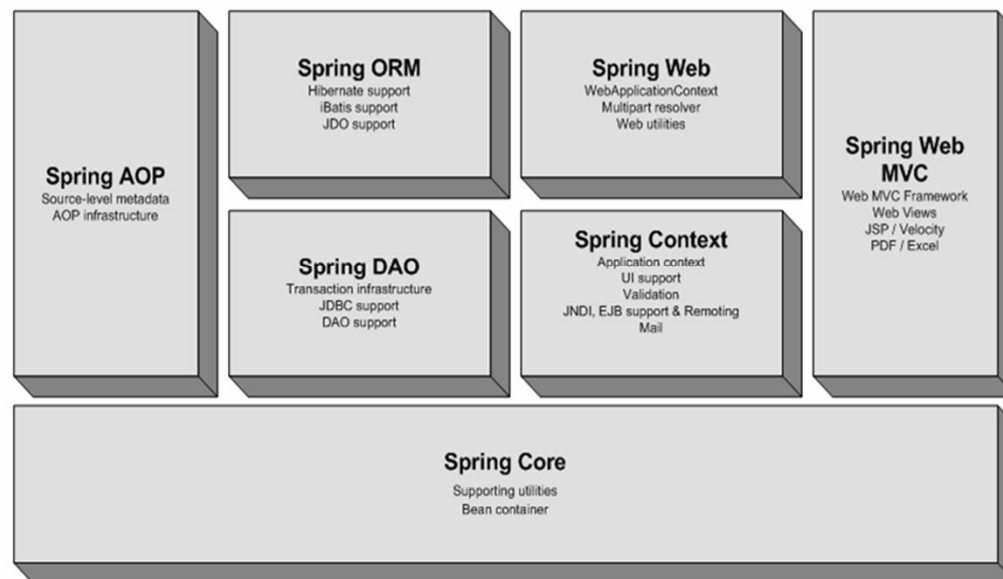 Spring AOP
Source-level metadata
AOP infrastructure
Spring ORM
Hibernate support
iBatis support
JDO support
Spring Web
WebApplicationContext
Multipart resolver
Web utilities
Spring Web
MVC
Web MVC Framework
Web Views
JSP / Velocity
PDF / Excel
Spring DAO
Transaction infrastructure
JDBC support
DAO support
Spring Context
Application context
UI support
Validation
JNDI, EJB support & Remoting
Mail
Spring Core
Supporting utilities
Bean container